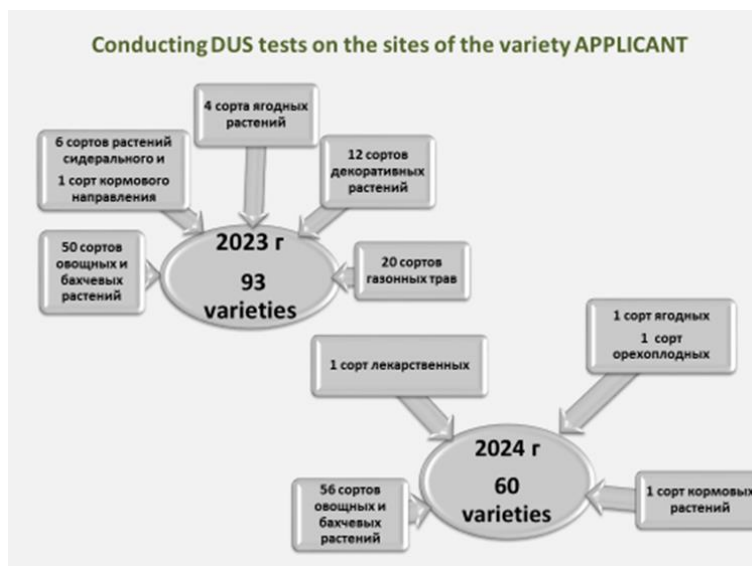 Conducting DUS tests on the sites of the variety APPLICANT
4 сорта ягодных
растений
6 сортов растений
сидерального и
1 сорт кормового
направления
12 сортов
декоративных
растений
50 сортов
овощных и
бахчевых
растений
2023 г
93
varieties
20 сортов
газонных трав
1 сорт ягодных
1 сорт
орехоплодных
1 сорт лекарственных
2024 г
60
varieties
56 сортов
овощных и
бахчевых
растений
1 сорт кормовых
растений